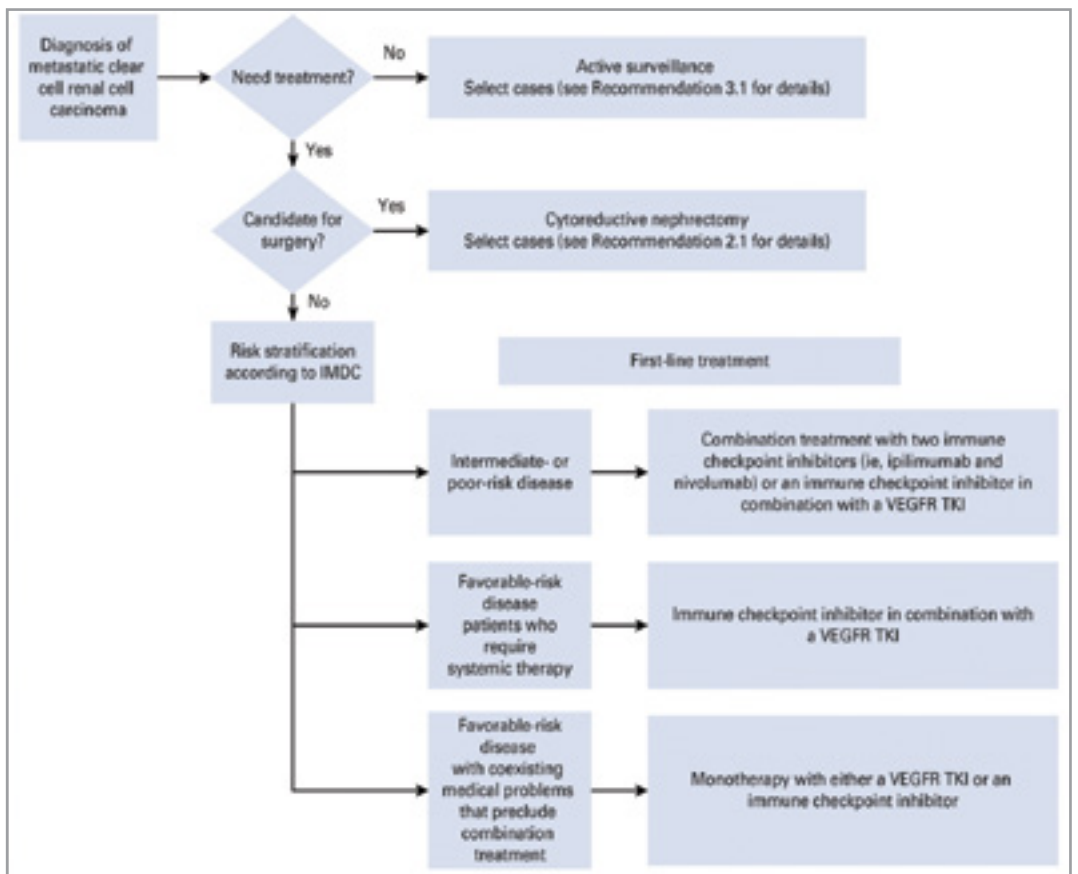 Diagnosis of
metastatic clear
cell renal cell
carcinoma
Need treatment?
No
Active surveillance
Select cases (see Recommendation 3.1 for details)
Yes
Candidate for
surgery?
Yes
Cytoreductive nephrectomy
Select cases (see Recommendation 2.1 for details)
No
Risk stratification
according to IMDC
First-line treatment
Intermediate- or
poor-risk disease
Combination treatment with two immune
checkpoint inhibitors (ie, ipilimumab and
nivolumab) or an immune checkpoint inhibitor in
combination with a VEGFR TKI
Favorable-risk
disease
patients who
require
systemic therapy
Immune checkpoint inhibitor in combination with
a VEGFR TKI
Favorable-risk
disease
with coexisting
medical problems
that preclude
combination
treatment
Monotherapy with either a VEGFR TKI or an
immune checkpoint inhibitor